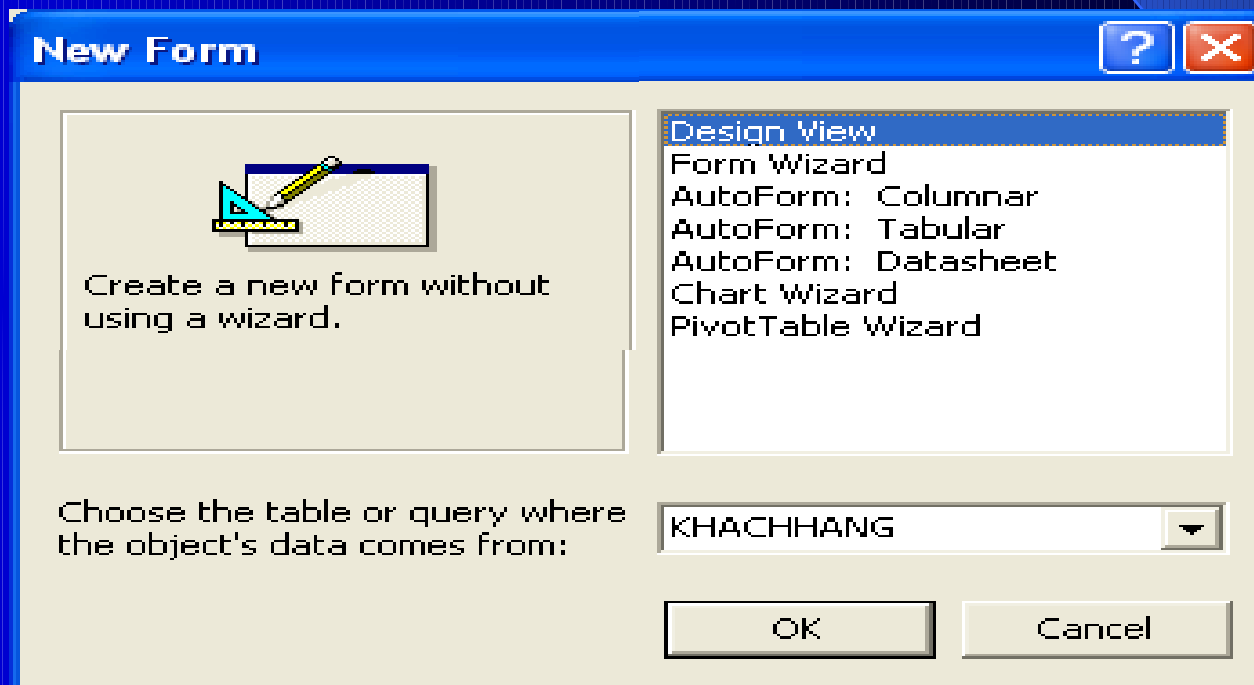 New Form
Create a new form without
using a wizard.
Design View
Form Wizard
AutoForm: Columnar
AutoForm: Tabular
AutoForm: Datasheet
Chart Wizard
PivotTable Wizard
Choose the table or query where
the object's data comes from:
KHACHHANG
OK
Cancel